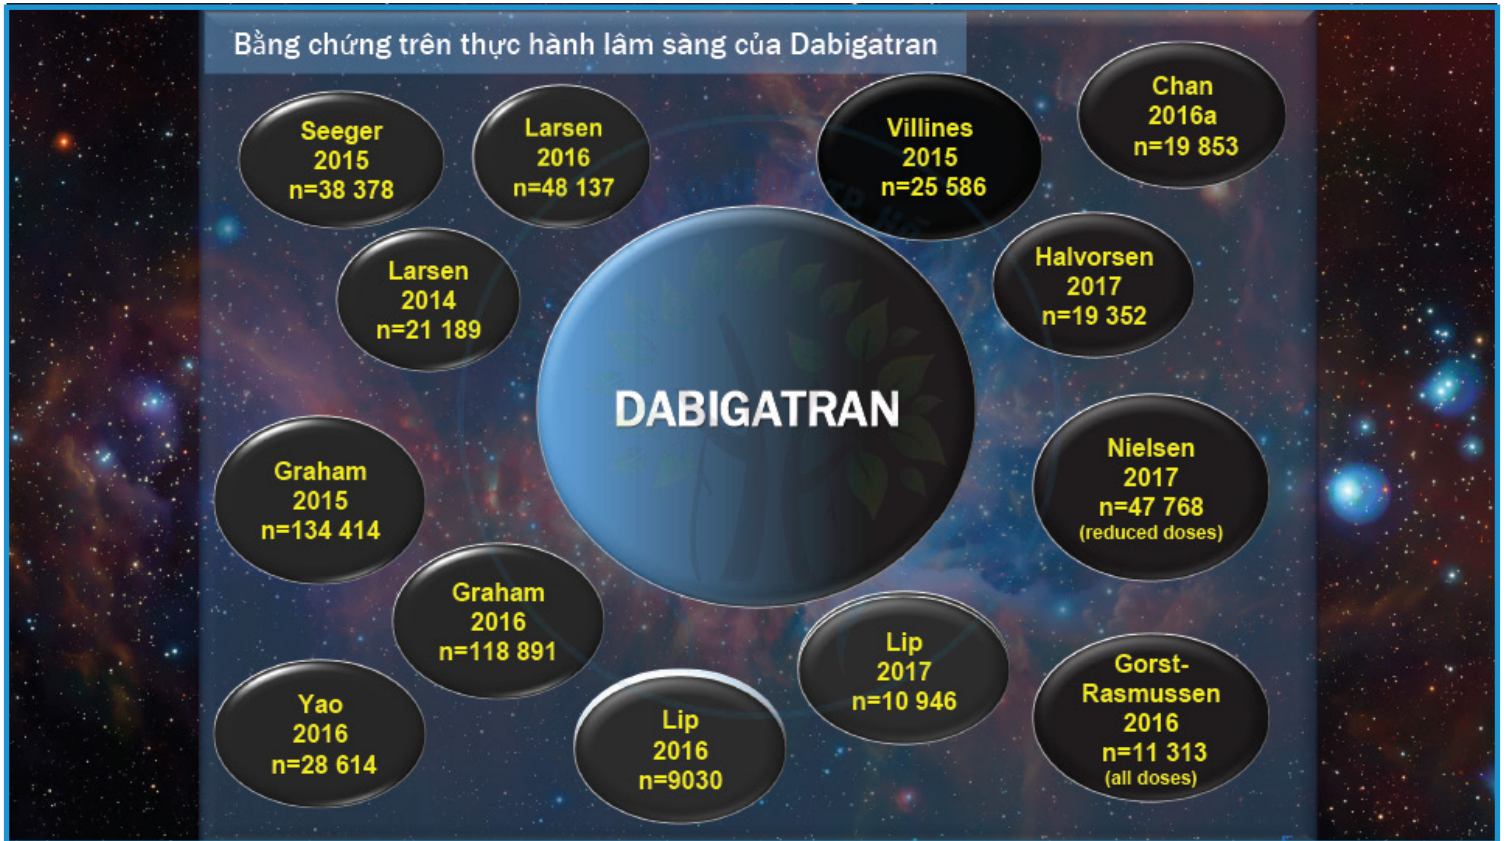 Bằng chứng trên thực hành lâm sàng của Dabigatran
Seeger
2015
n=38 378
Larsen
2016
n=48 137
Villines
2015
n=25 586
Chan
2016a
n=19 853
Larsen
2014
n=21 189
Halvorsen
2017
n=19 352
DABIGATRAN
Graham
2015
n=134 414
Nielsen
2017
n=47 768
(reduced doses)
Graham
2016
n=118 891
Lip
2017
n=10 946
Gorst-
Rasmussen
2016
n=11 313
(all doses)
Yao
2016
n=28 614
Lip
2016
n=9030